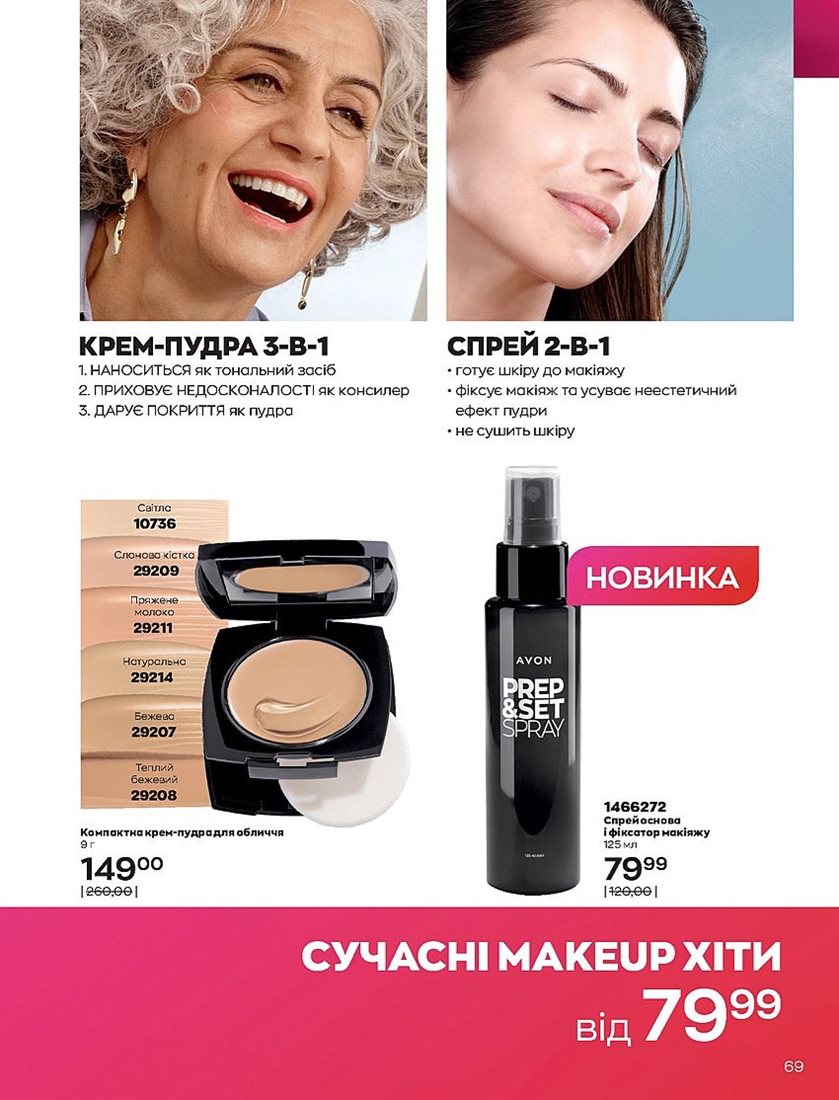 КРЕМ-ПУДРА 3-В-1
1. НАНОСИТЬСЯ як тональний засіб
2. ПРИХОВУЄ НЕДОСКОНАЛОСТІ як консилер
3. ДАРУЄ ПОКРИТТЯ як пудра
СПРЕЙ 2-В-1
• готує шкіру до макіяжу
• фіксує макіяж та усуває неестетичний
ефект пудри
• не сушить шкіру
Світла
10736
Слонова кістка
29209
Пряжене
молоко
29211
Натуральна
29214
Бежева
29207
Теплий
бежевий
29208
Компактна крем-пудра для обличчя
9 г
14900
|260,00|
НОВИНКА
AVON
PREP
&SET
SPRAY
1466272
Спрей основа
і фіксатор макіяжу
125 мл
7999
|120,00|
СУЧАСНІ MAKEUP ХІТИ
від 7999
69